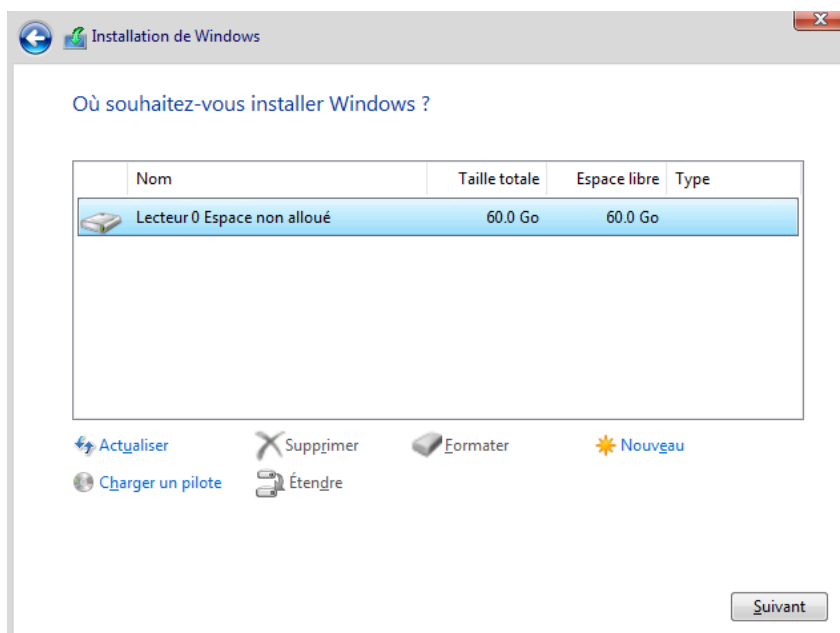 Installation de Windows
Où souhaitez-vous installer Windows ?
Nom Taille totale Espace libre Type
Lecteur 0 Espace non alloué 60.0 Go 60.0 Go
Actualiser Supprimer Formater Nouveau
Charger un pilote Étendre
Suivant